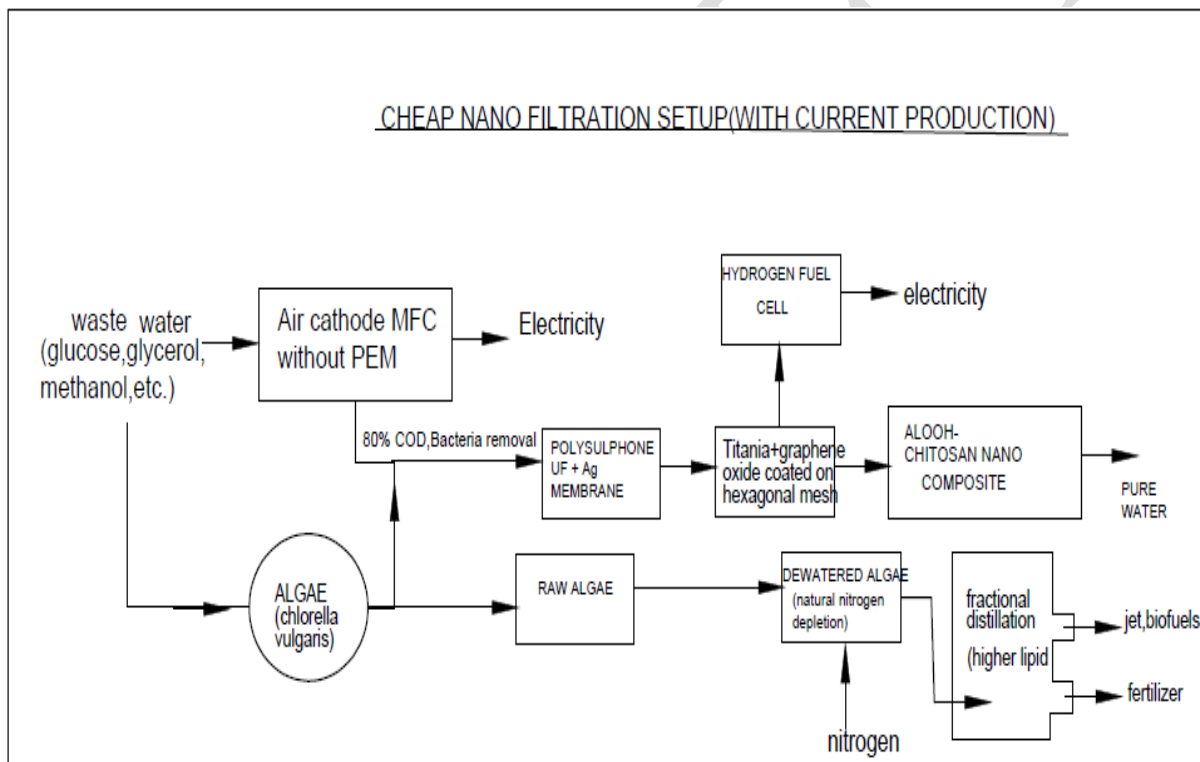 CHEAP NANO FILTRATION SETUP(WITH CURRENT PRODUCTION)
waste water
(glucose,glycerol,
methanol,etc.)
Air cathode MFC
without PEM
Electricity
HYDROGEN FUEL
CELL
electricity
80% COD,Bacteria removal
POLYSULPHONE
UF + Ag
MEMBRANE
Titania+graphene
oxide coated on
hexagonal mesh
ALOOH-
CHITOSAN NANO
COMPOSITE
PURE
WATER
ALGAE
(chlorella
vulgaris)
RAW ALGAE
DEWATERED ALGAE
(natural nitrogen
depletion)
nitrogen
fractional
distillation
(higher lipid
jet,biofuels
fertilizer